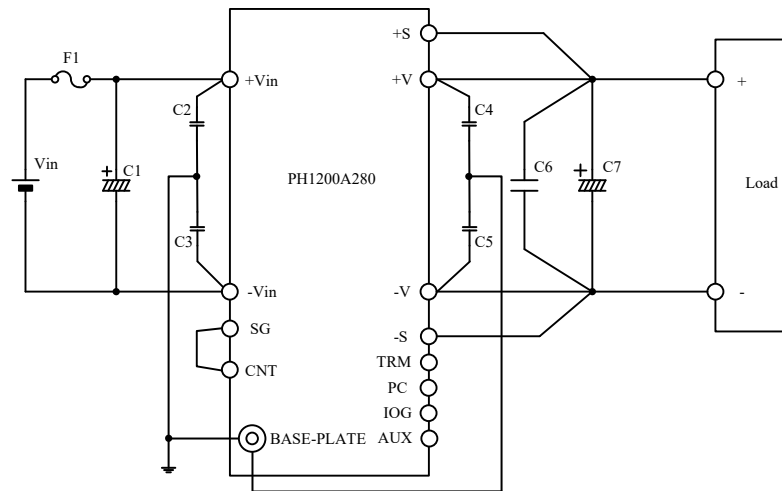 F1
+S
+Vin
+V
+
C2
C4
Vin
+
C1
PH1200A280
C6
+
C7
Load
C3
C5
-Vin
-V
-
SG
-S
CNT
TRM
PC
IOG
BASE-PLATE
AUX